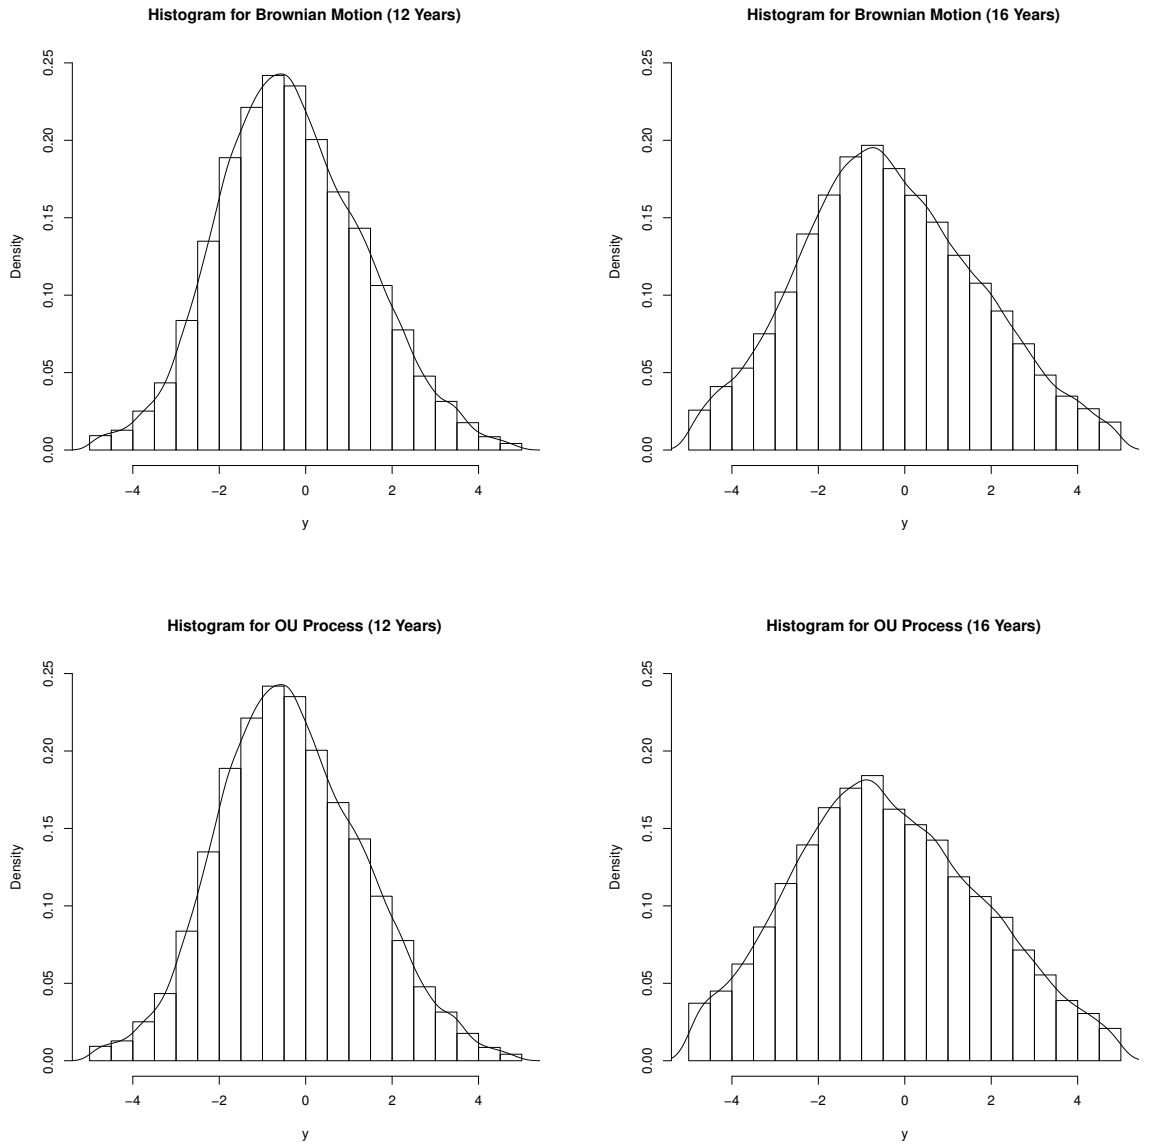 Histogram for Brownian Motion (12 Years)
Density
0.00 0.05 0.10 0.15 0.20 0.25
−4 −2 0 2 4
y
Histogram for Brownian Motion (16 Years)
Density
0.00 0.05 0.10 0.15 0.20 0.25
−4 −2 0 2 4
y
Histogram for OU Process (12 Years)
Density
0.00 0.05 0.10 0.15 0.20 0.25
−4 −2 0 2 4
y
Histogram for OU Process (16 Years)
Density
0.00 0.05 0.10 0.15 0.20 0.25
−4 −2 0 2 4
y